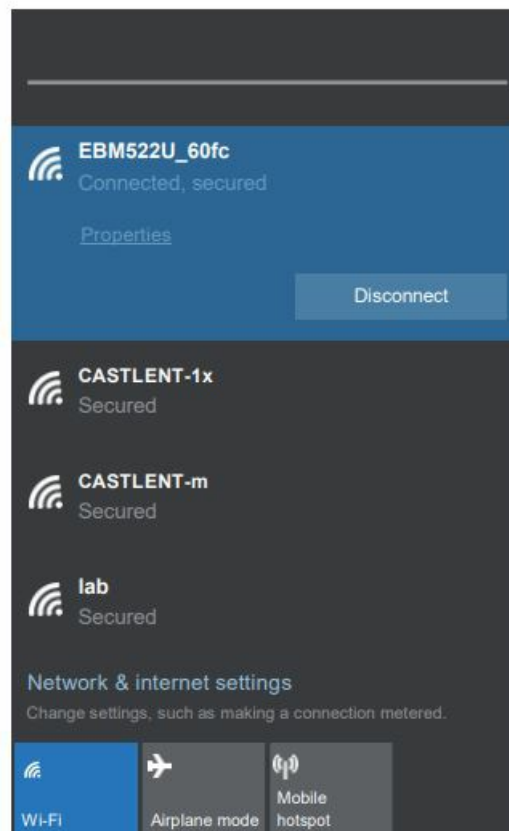 EBM522U_60fc
Connected, secured
Properties
Disconnect
CASTLENT-1x
Secured
CASTLENT-m
Secured
lab
Secured
Network & internet settings
Change settings, such as making a connection metered.
Wi-Fi
Airplane mode
Mobile
hotspot